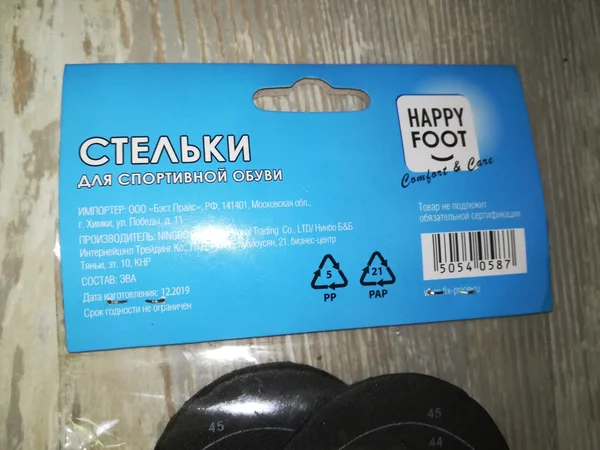 СТЕЛЬКИ
ДЛЯ СПОРТИВНОЙ ОБУВИ
HAPPY
FOOT
Comfort & Care
ИМПОРТЕР: ООО «Бэст Прайс», РФ, 141401, Московская обл.,
г. Химки, ул. Победы, д. 11
ПРОИЗВОДИТЕЛЬ: Trading Co., LTD/ Нинбо Б&Б
Интернейшнл Трейдинг Ко., 21, бизнес-центр
Тяньи, эт. 10, КНР
СОСТАВ: ЭВА
Дата изготовления: 12.2019
Срок годности не ограничен
Товар не подлежит
обязательной сертификации
5054 0587
5
PP
21
PAP
45
45
44